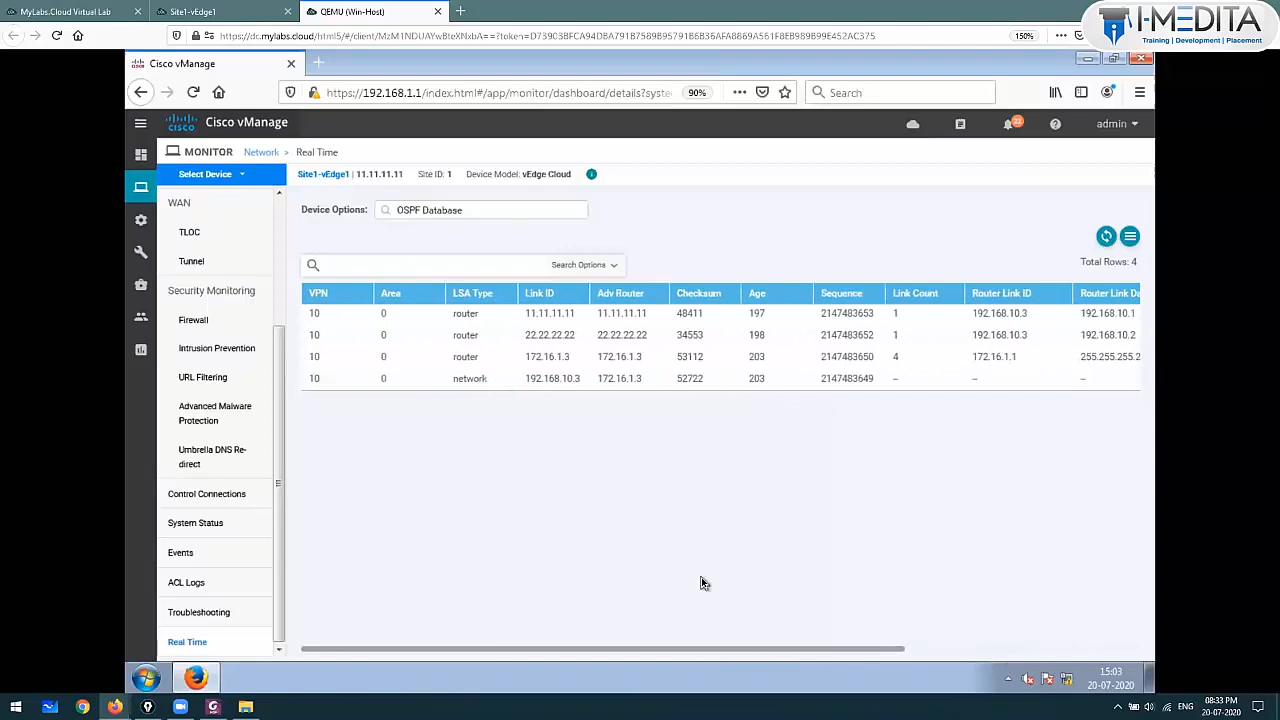 MyLabs.Cloud Virtual Lab
Site1-vEdge1
QEMU (Win-Host)
150%
I-MEDITA
Training | Development | Placement
Cisco vManage
https://192.168.1.1/index.html#/app/monitor/dashboard/details?syste
90%
Search
cisco
Cisco vManage
22
admin
MONITOR
Network > Real Time
Select Device
Site1-vEdge1 | 11.11.11.11 Site ID: 1 Device Model: vEdge Cloud
WAN
TLOC
Tunnel
Security Monitoring
Firewall
Intrusion Prevention
URL Filtering
Advanced Malware
Protection
Umbrella DNS Re-
direct
Control Connections
System Status
Events
ACL Logs
Troubleshooting
Real Time
Device Options: OSPF Database
Search Options
Total Rows: 4
VPN Area LSA Type Link ID Adv Router Checksum Age Sequence Link Count Router Link ID Router Link Da
10 0 router 11.11.11.11 11.11.11.11 48411 197 2147483653 1 192.168.10.3 192.168.10.1
10 0 router 22.22.22.22 22.22.22.22 34553 198 2147483652 1 192.168.10.3 192.168.10.2
10 0 router 172.16.1.3 172.16.1.3 53112 203 2147483650 4 172.16.1.1 255.255.255.2
10 0 network 192.168.10.3 172.16.1.3 52722 203 2147483649 – – –
15:03
20-07-2020
ENG
08:33 PM
20-07-2020